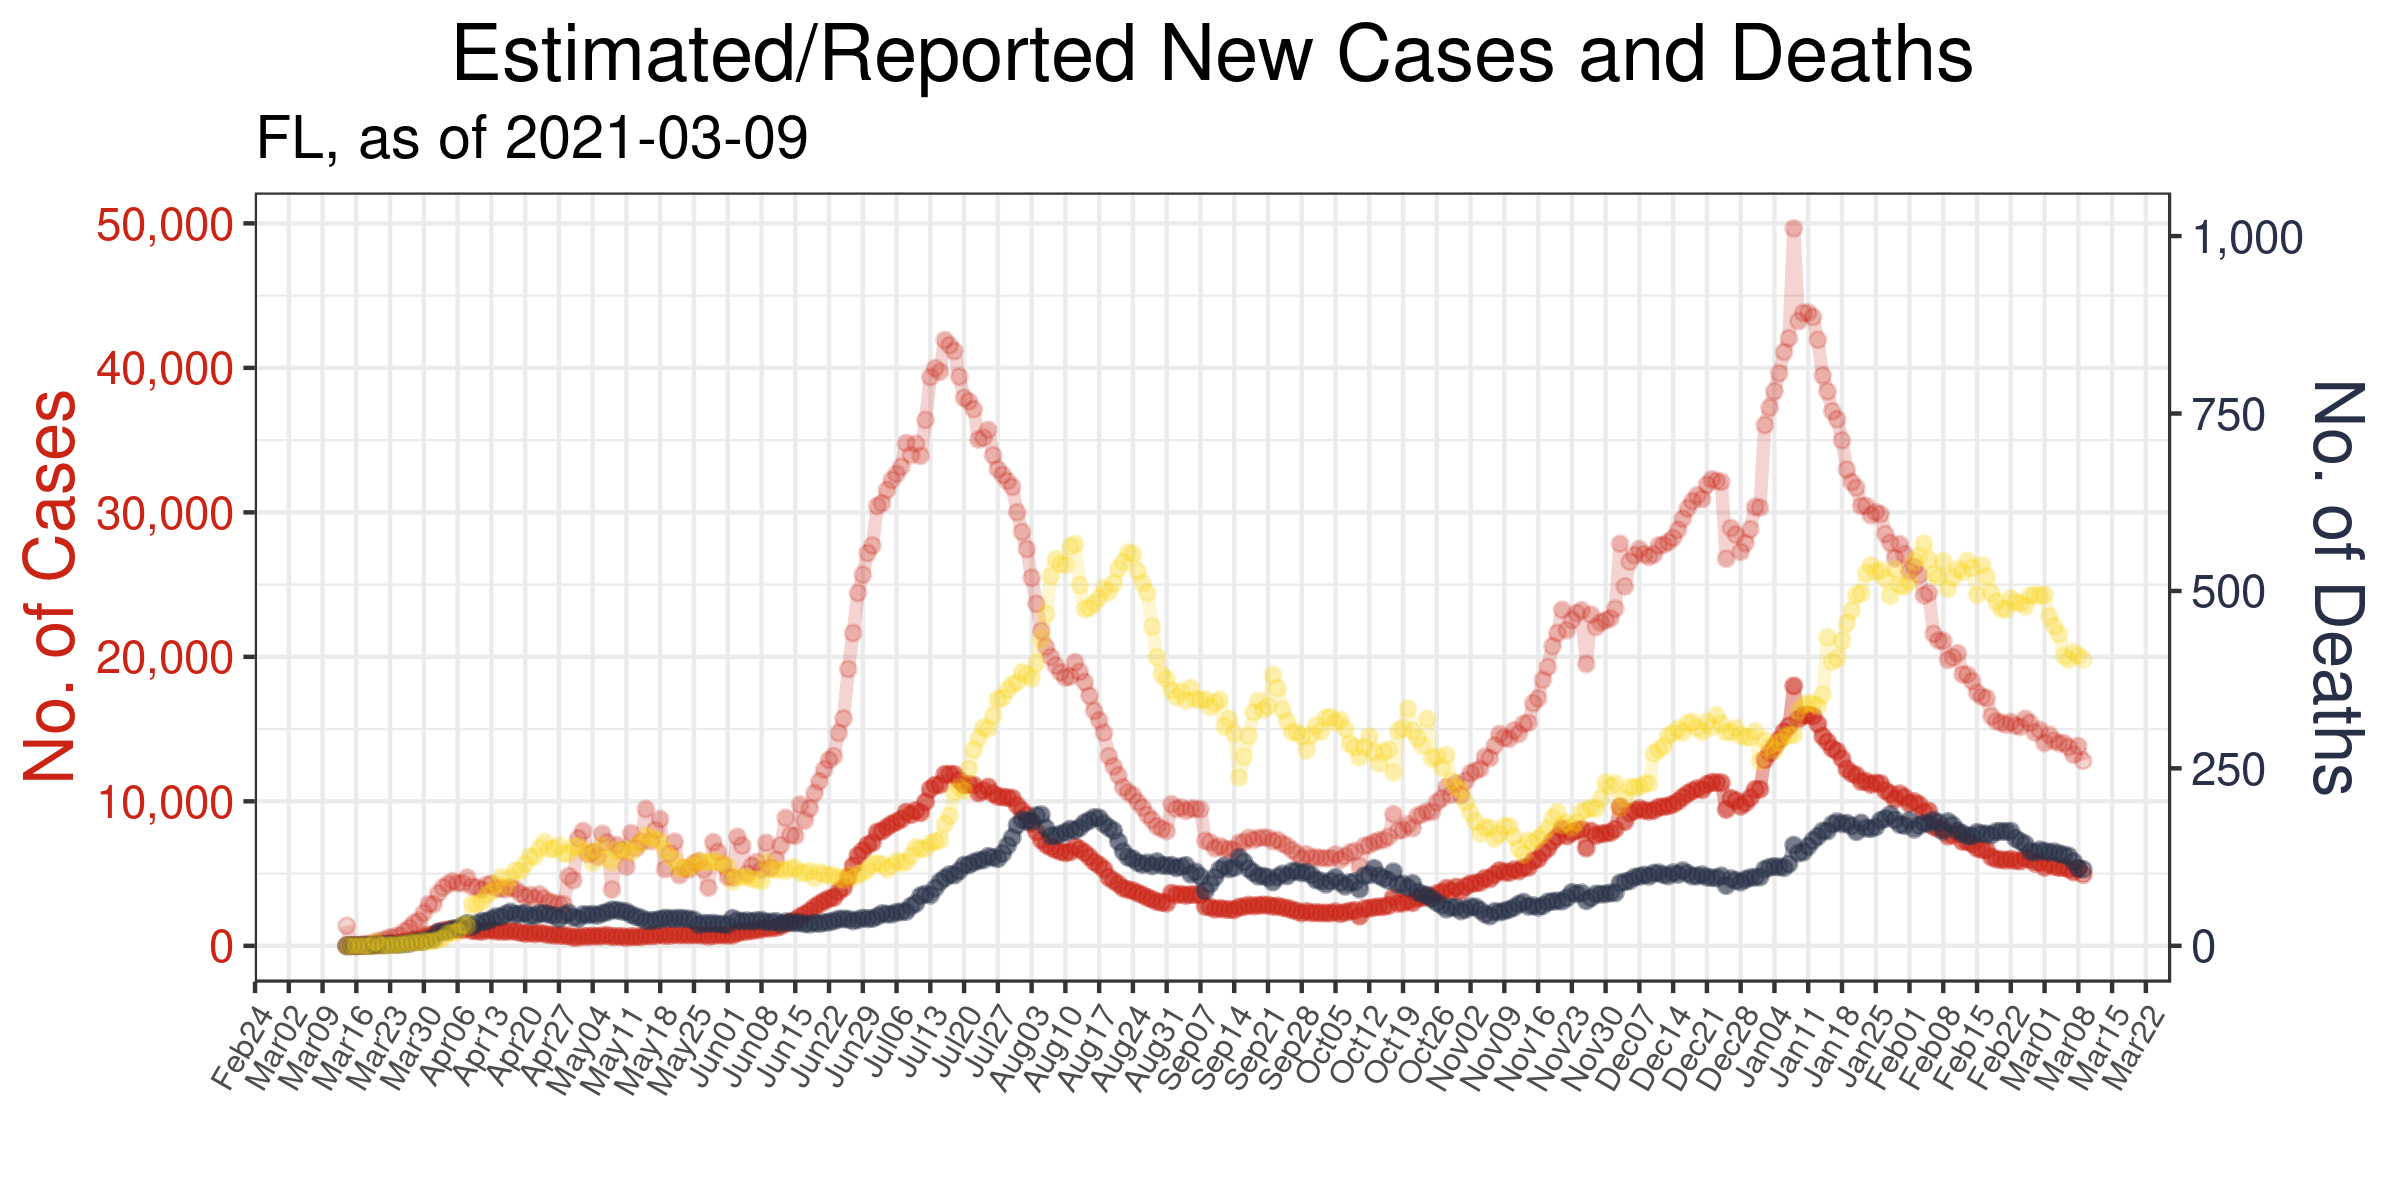 Estimated/Reported New Cases and Deaths
FL, as of 2021-03-09
No. of Cases
50,000
40,000
30,000
20,000
10,000
0
1,000
750
500
250
0
No. of Deaths
Feb24
Mar02
Mar09
Mar16
Mar23
Mar30
Apr06
Apr13
Apr20
Apr27
May04
May11
May18
May25
Jun01
Jun08
Jun15
Jun22
Jun29
Jul06
Jul13
Jul20
Jul27
Aug03
Aug10
Aug17
Aug24
Aug31
Sep07
Sep14
Sep21
Sep28
Oct05
Oct12
Oct19
Oct26
Nov02
Nov09
Nov16
Nov23
Nov30
Dec07
Dec14
Dec21
Dec28
Jan04
Jan11
Jan18
Jan25
Feb01
Feb08
Feb15
Feb22
Mar01
Mar08
Mar15
Mar22